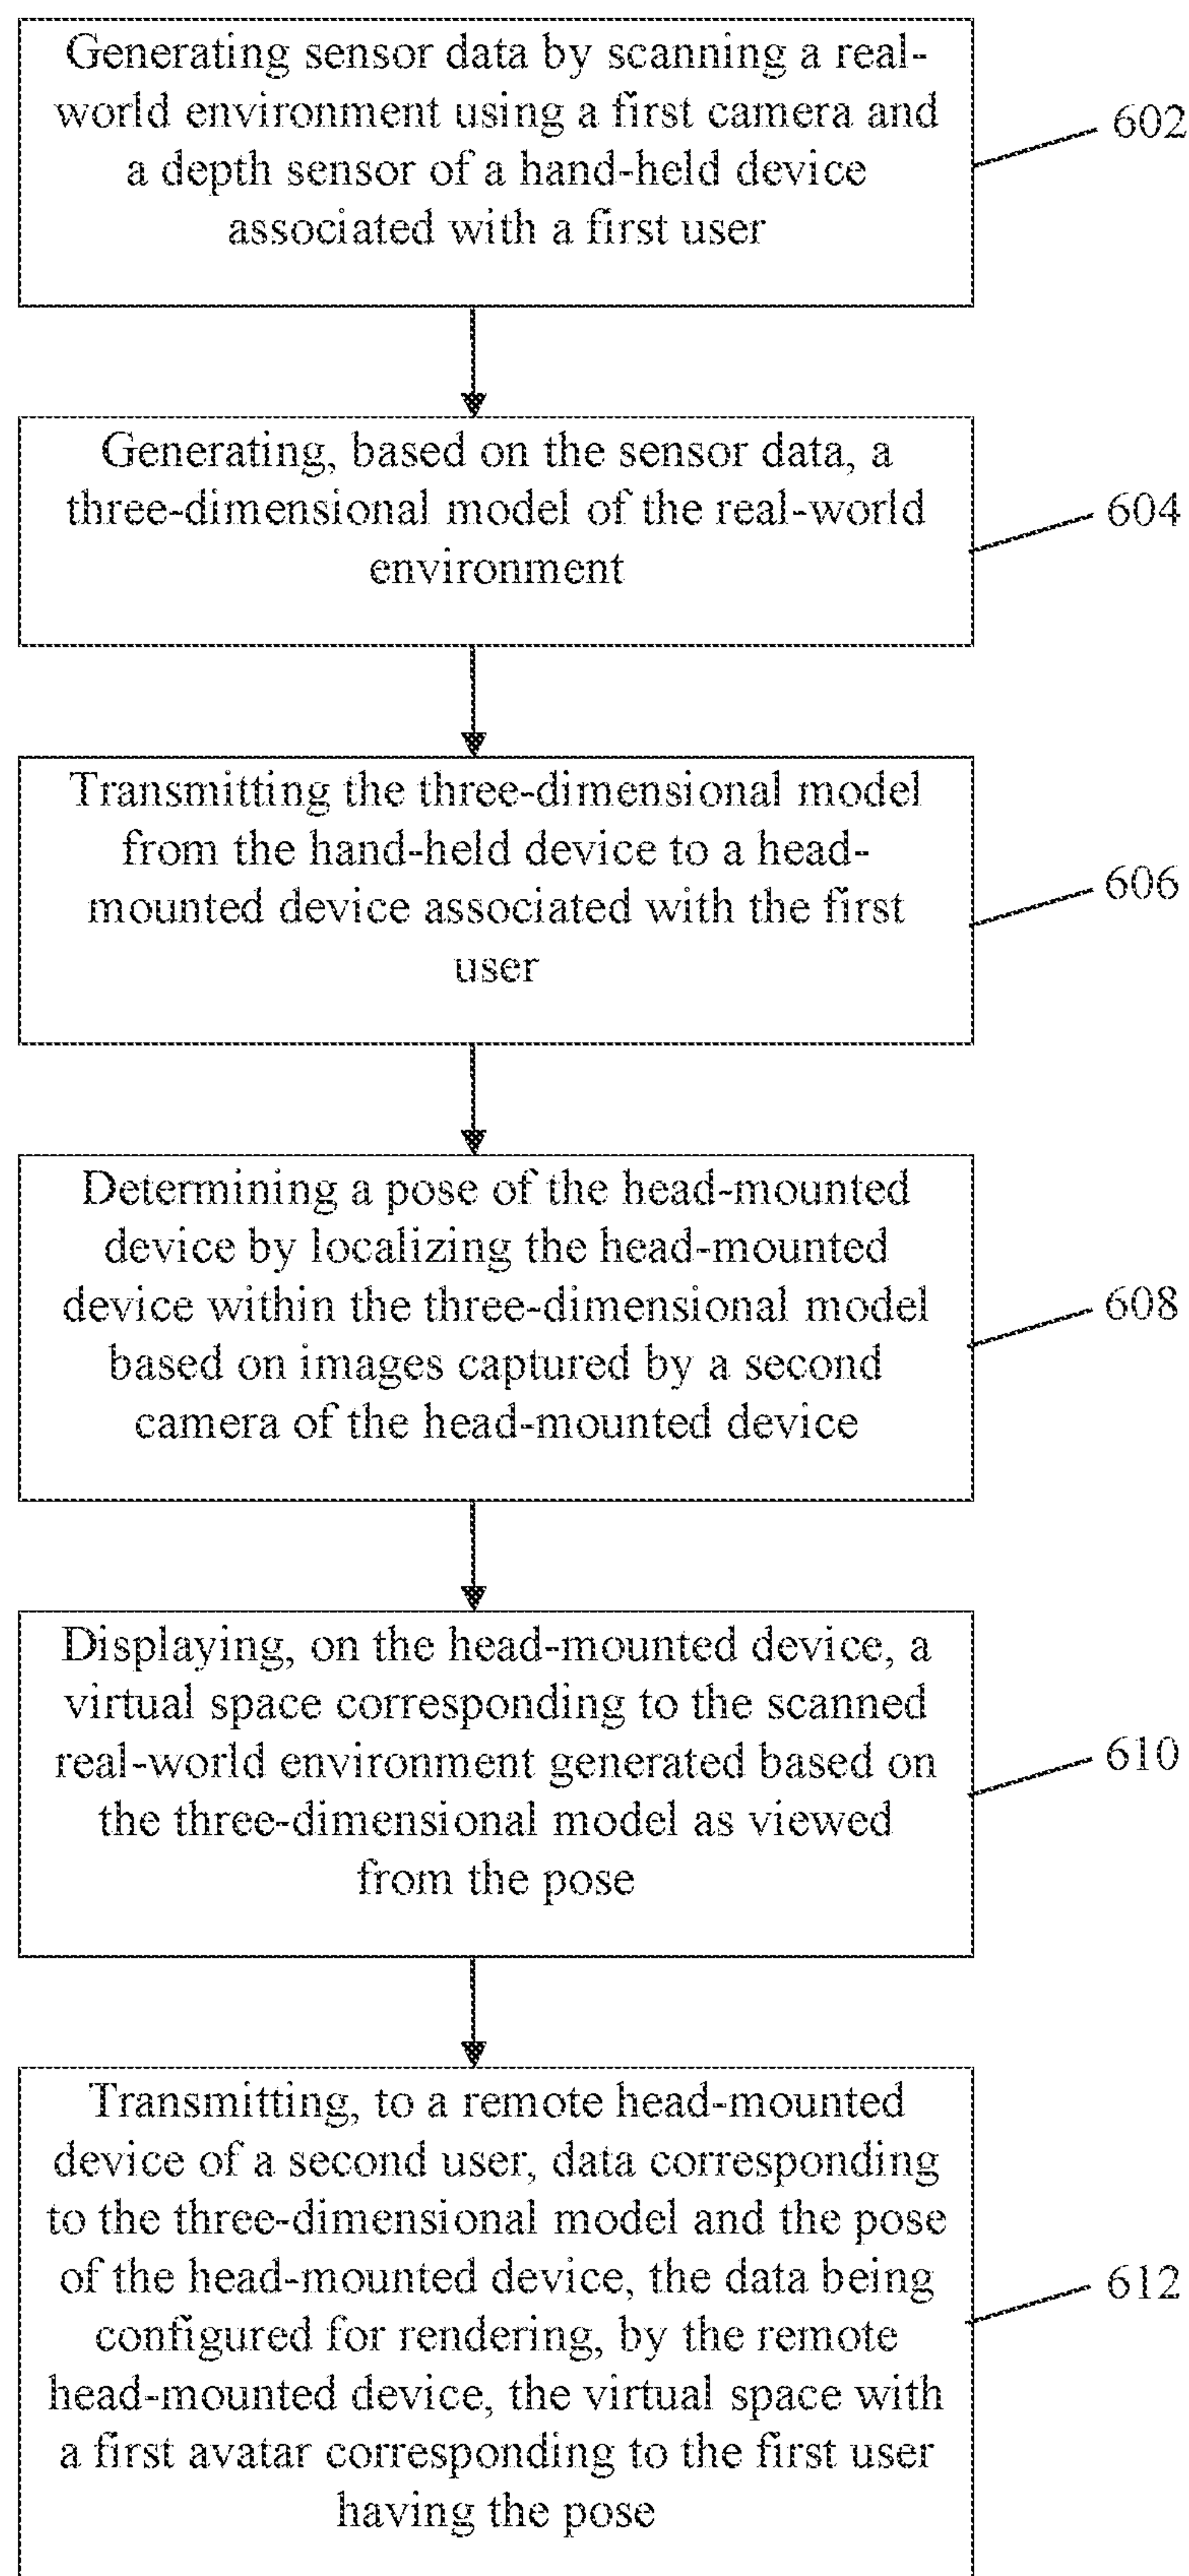 Generating sensor data by scanning a real-
world environment using a first camera and
a depth sensor of a hand-held device
associated with a first user
602
Generating, based on the sensor data, a
three-dimensional model of the real-world
environment
604
Transmitting the three-dimensional model
from the hand-held device to a head-
mounted device associated with the first
user
606
Determining a pose of the head-mounted
device by localizing the head-mounted
device within the three-dimensional model
based on images captured by a second
camera of the head-mounted device
608
Displaying, on the head-mounted device, a
virtual space corresponding to the scanned
real-world environment generated based on
the three-dimensional model as viewed
from the pose
610
Transmitting, to a remote head-mounted
device of a second user, data corresponding
to the three-dimensional model and the pose
of the head-mounted device, the data being
configured for rendering, by the remote
head-mounted device, the virtual space with
a first avatar corresponding to the first user
having the pose
612